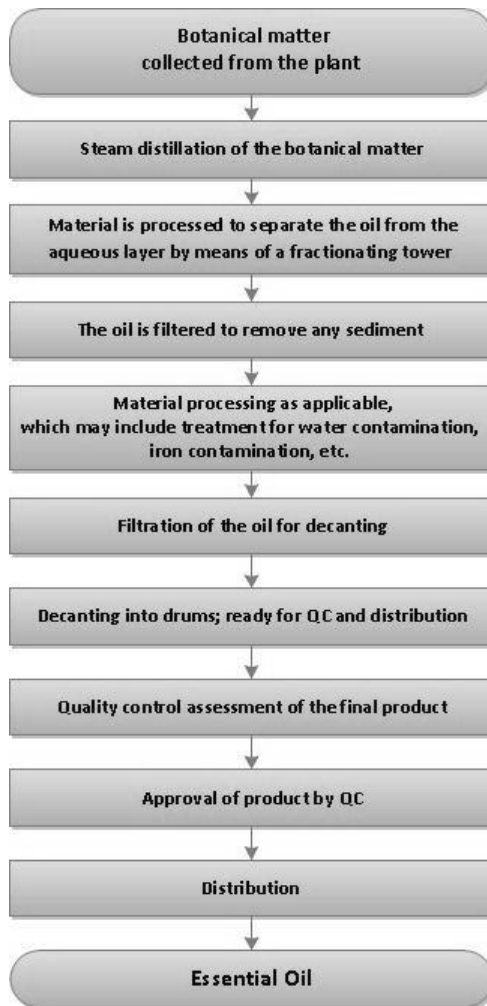 Botanical matter
collected from the plant
Steam distillation of the botanical matter
Material is processed to separate the oil from the
aqueous layer by means of a fractionating tower
The oil is filtered to remove any sediment
Material processing as applicable,
which may include treatment for water contamination,
iron contamination, etc.
Filtration of the oil for decanting
Decanting into drums; ready for QC and distribution
Quality control assessment of the final product
Approval of product by QC
Distribution
Essential Oil